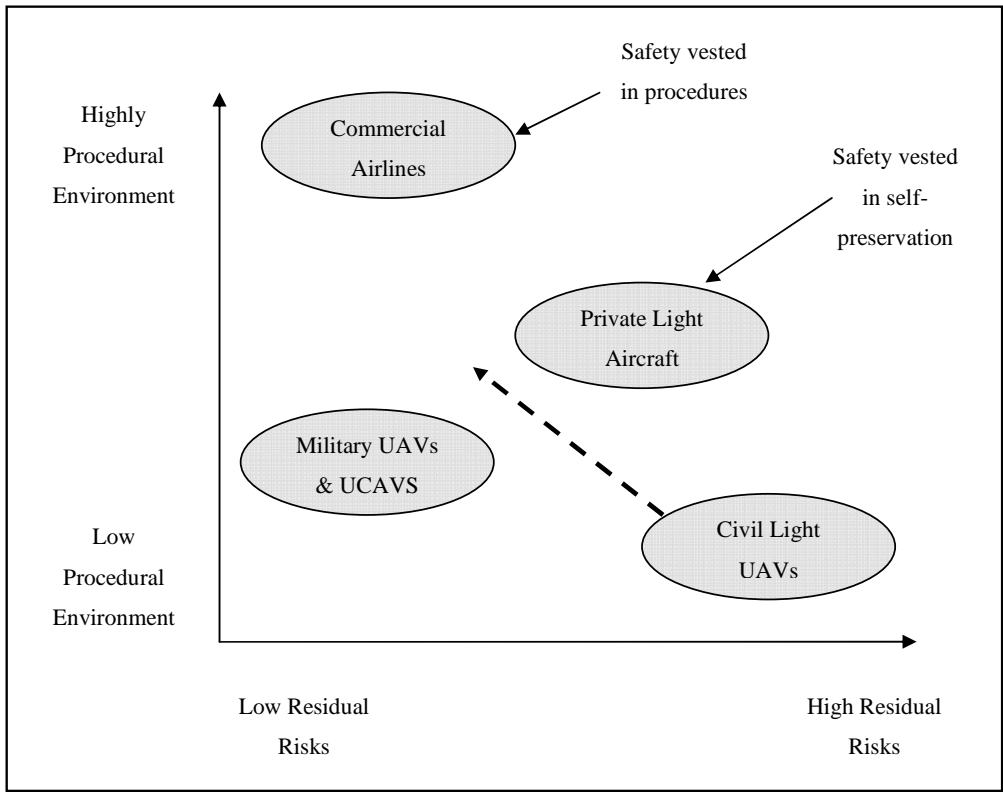 Safety vested
in procedures
Highly
Procedural
Environment
Commercial
Airlines
Safety vested
in self-
preservation
Private Light
Aircraft
Military UAVs
& UCAVS
Low
Procedural
Environment
Civil Light
UAVs
Low Residual
Risks
High Residual
Risks